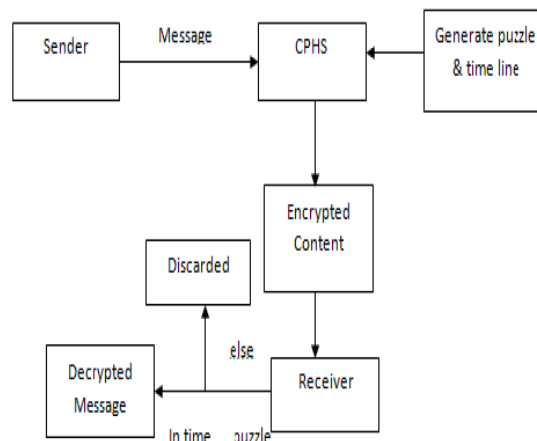 Sender
Message
CPHS
Generate puzzle
& time line
Encrypted
Content
Discarded
else
Decrypted
Message
Receiver
In time puzzle